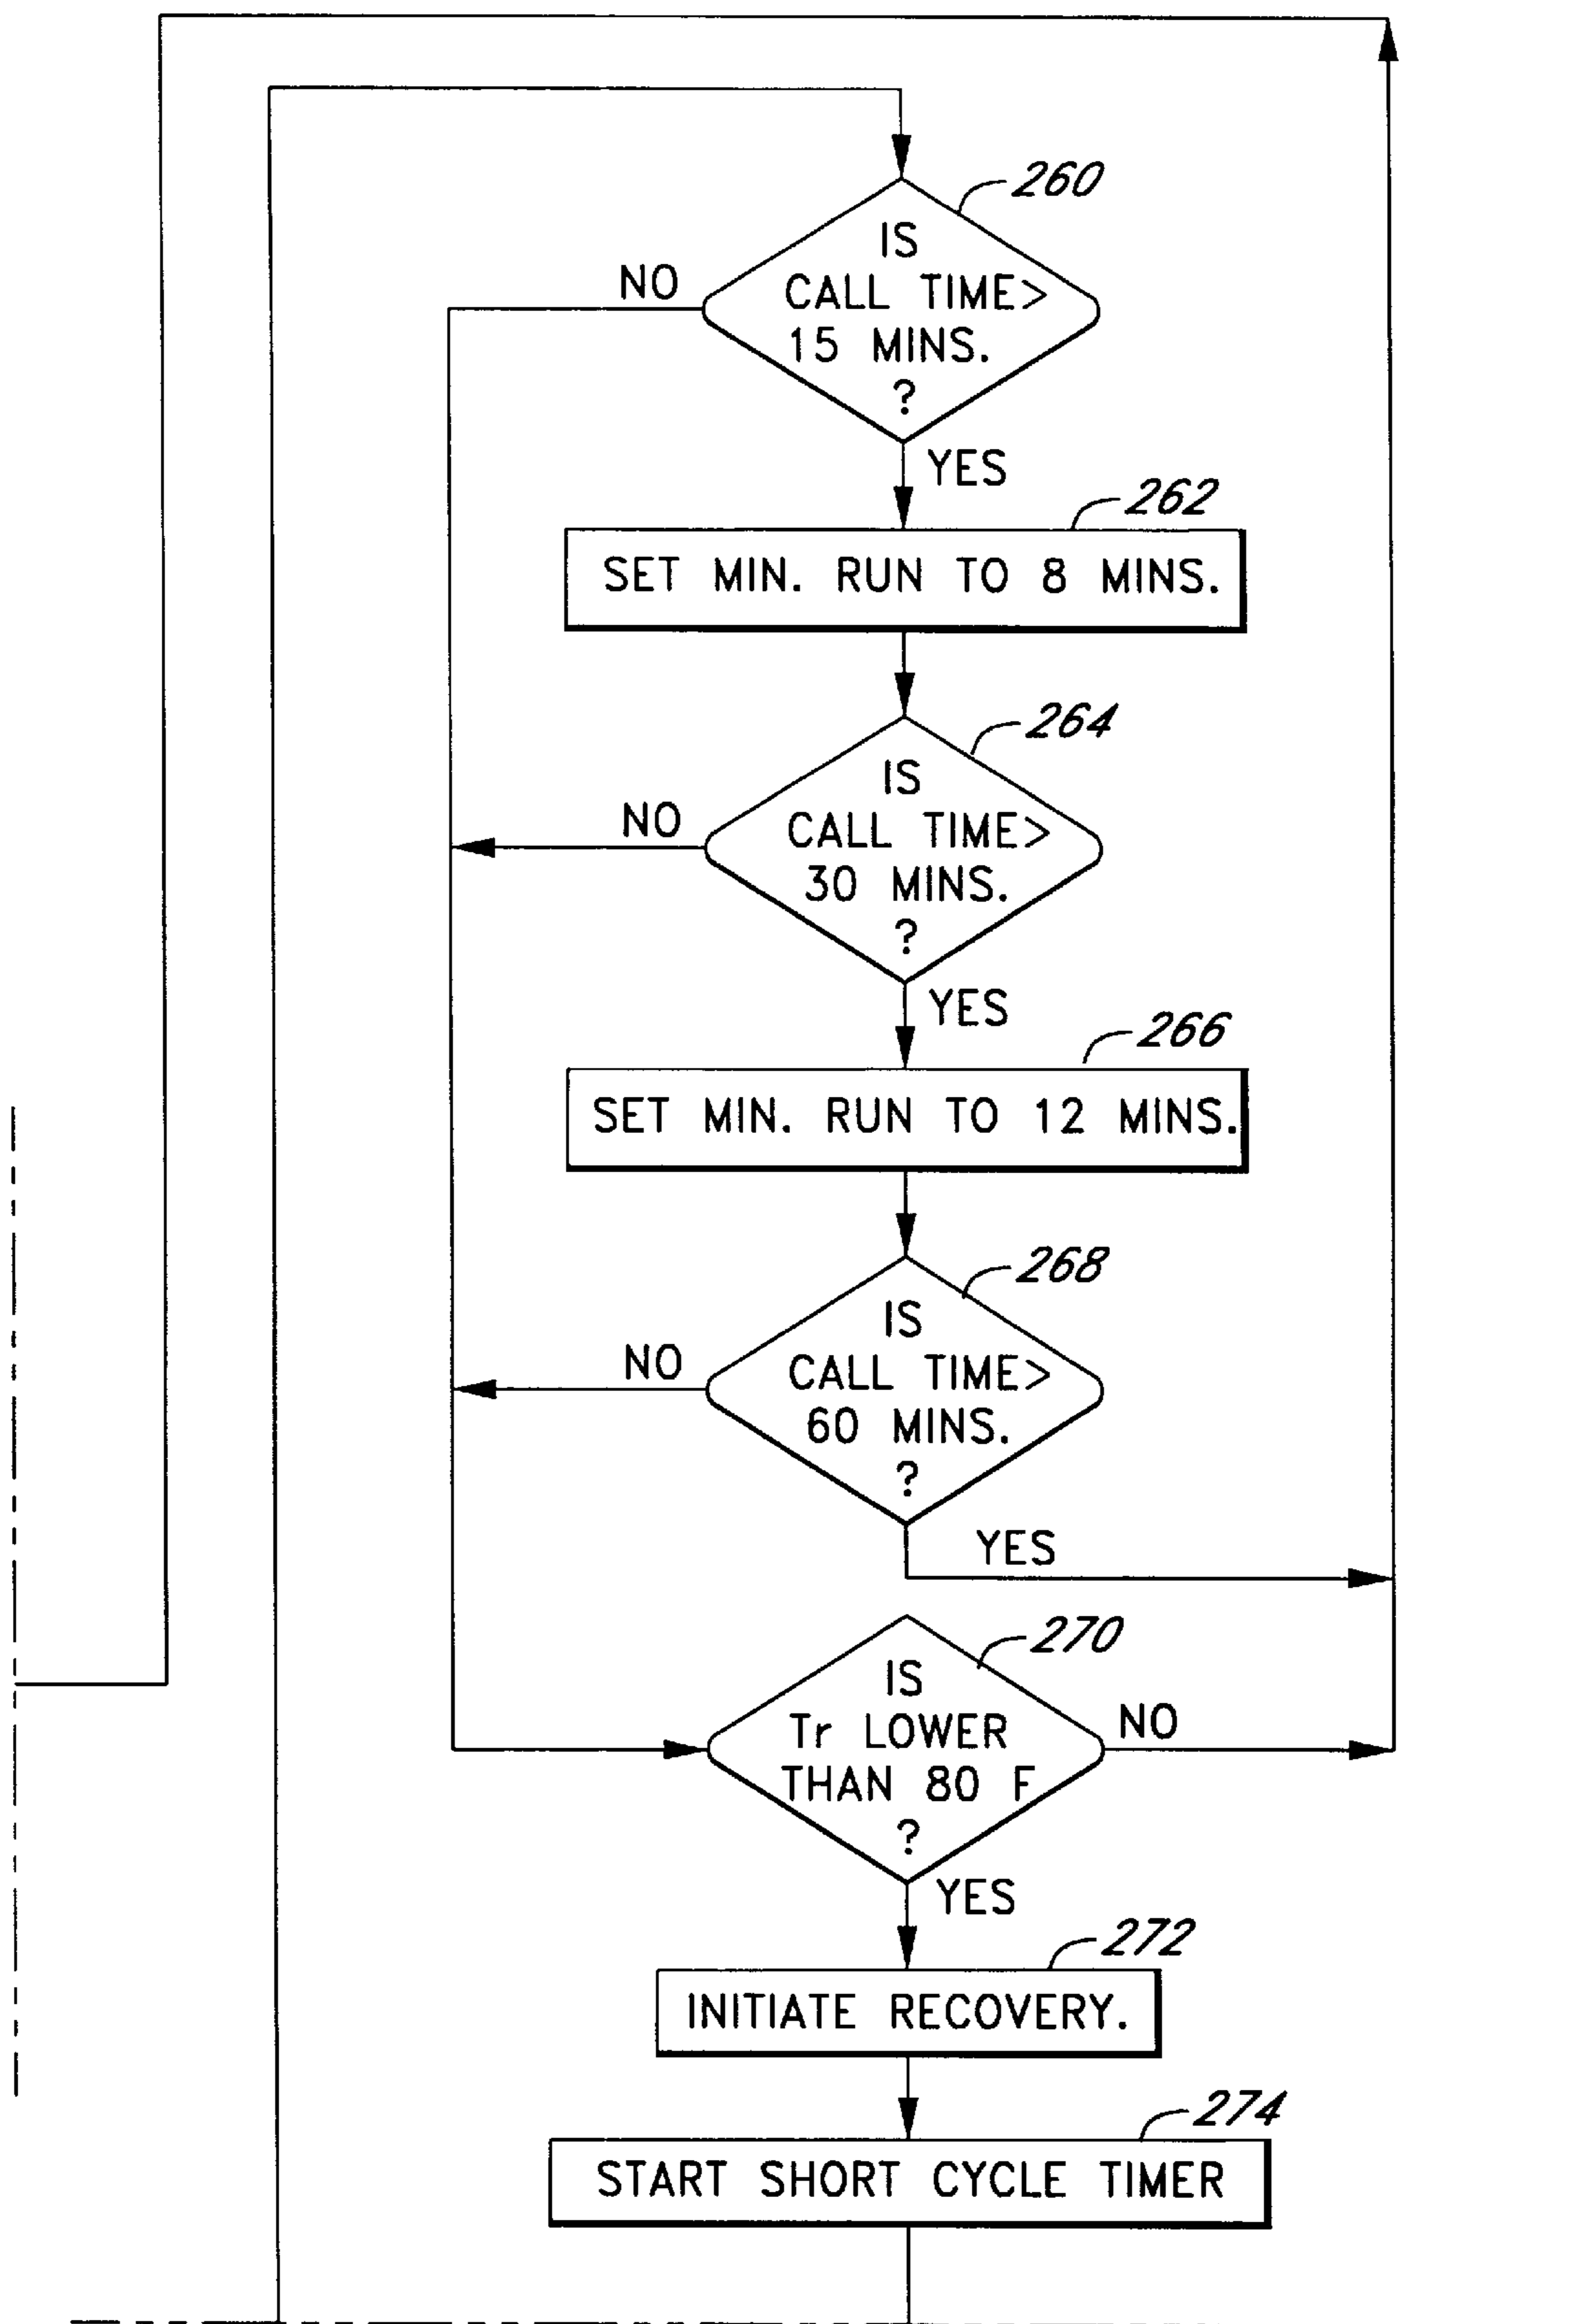 260
IS
CALL TIME>
15 MINS.
?
NO
YES
262
SET MIN. RUN TO 8 MINS.
264
IS
CALL TIME>
30 MINS.
?
NO
YES
266
SET MIN. RUN TO 12 MINS.
268
IS
CALL TIME>
60 MINS.
?
NO
YES
270
IS
Tr LOWER
THAN 80 F
?
NO
YES
272
INITIATE RECOVERY.
274
START SHORT CYCLE TIMER